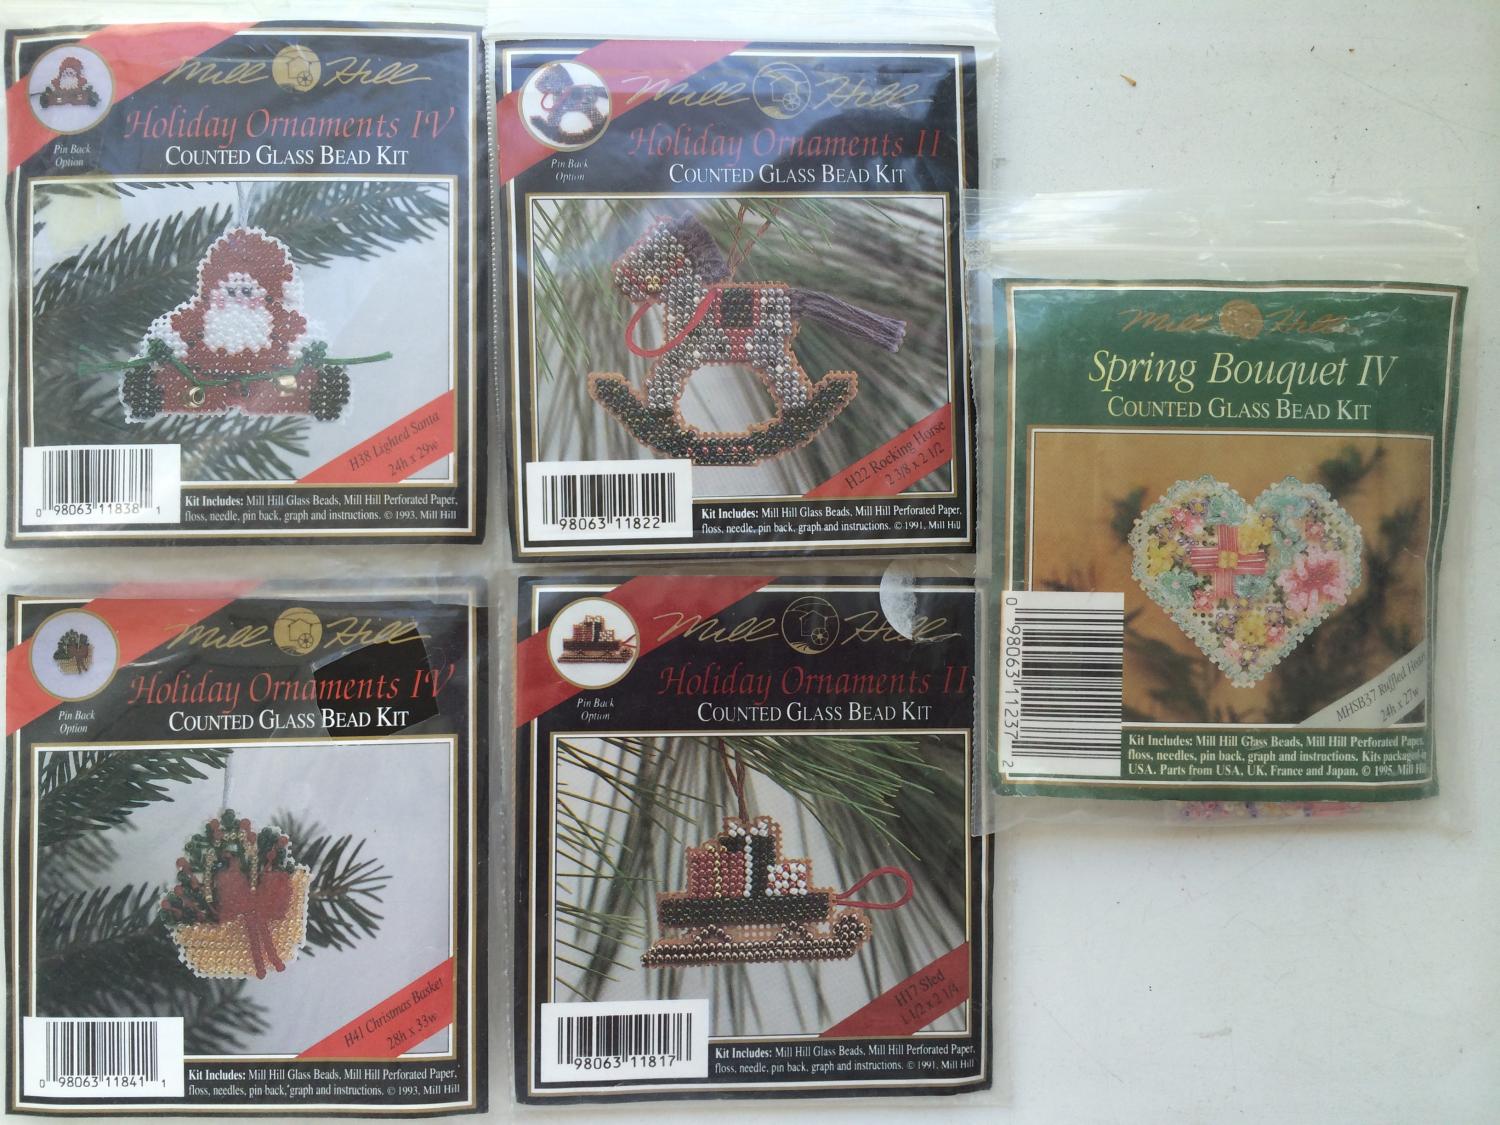 Mill Hill
Holiday Ornaments IV
COUNTED GLASS BEAD KIT
Pin Back
Option
H38 Lighted Santa
24h x 29w
0 98063 11838 1
Kit Includes: Mill Hill Glass Beads, Mill Hill Perforated Paper,
floss, needle, pin back, graph and instructions. © 1993, Mill Hill
Mill Hill
Holiday Ornaments II
COUNTED GLASS BEAD KIT
Pin Back
Option
H22 Rocking Horse
2 3/8 x 2 1/2
98063 11822
Kit Includes: Mill Hill Glass Beads, Mill Hill Perforated Paper,
floss, needle, pin back, graph and instructions. © 1991, Mill Hill
Mill Hill
Spring Bouquet IV
COUNTED GLASS BEAD KIT
MHSB37 Ruffled Heart
24h x 27w
0 98063 11237 2
Kit Includes: Mill Hill Glass Beads, Mill Hill Perforated Paper,
floss, needles, pin back, graph and instructions. Kits packaged in
USA. Parts from USA, UK, France and Japan. © 1995, Mill Hill
Mill Hill
Holiday Ornaments IV
COUNTED GLASS BEAD KIT
Pin Back
Option
H41 Christmas Basket
28h x 33w
0 98063 11841 1
Kit Includes: Mill Hill Glass Beads, Mill Hill Perforated Paper,
floss, needle, pin back, graph and instructions. © 1993, Mill Hill
Mill Hill
Holiday Ornaments II
COUNTED GLASS BEAD KIT
Pin Back
Option
H17 Sled
1 1/2 x 2 1/4
98063 11817
Kit Includes: Mill Hill Glass Beads, Mill Hill Perforated Paper,
floss, needle, pin back, graph and instructions. © 1991, Mill Hill